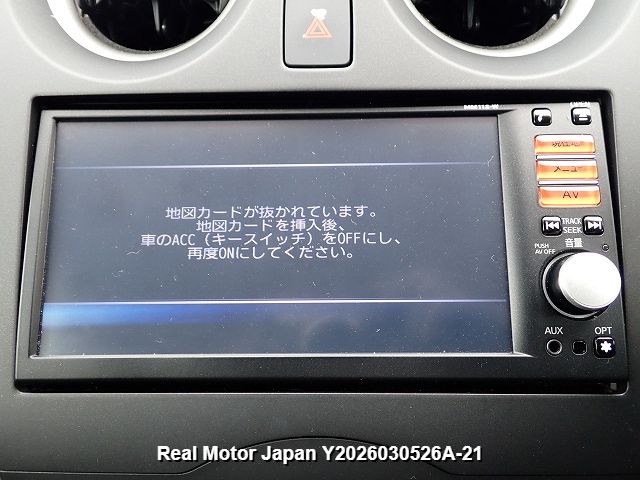 地図カードが抜かれています。
地図カードを挿入後、
車のACC(キースイッチ)をOFFにし、
再度ONにしてください。
現在地
メニュー
AV
TRACK
SEEK
PUSH
AV OFF
音量
AUX
OPT
Real Motor Japan Y2026030526A-21